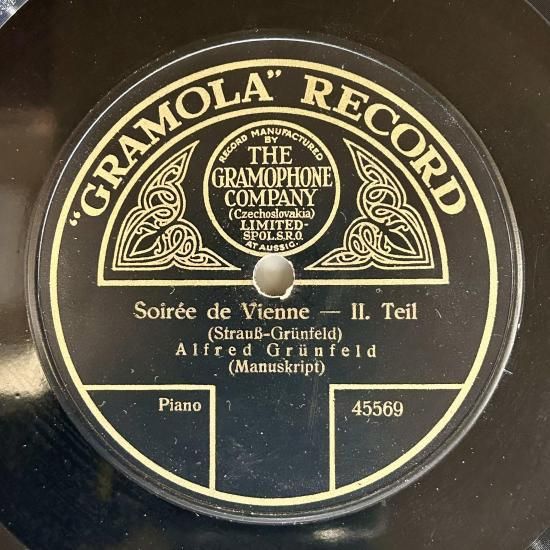 "GRAMOLA" RECORD
RECORD MANUFACTURED
BY
THE
GRAMOPHONE
COMPANY
(Czechoslovakia)
LIMITED-
SPOL.S.R.O.
AT AUSSIG.
Soirée de Vienne — II. Teil
(Strauß-Grünfeld)
Alfred Grünfeld
(Manuskript)
Piano
45569